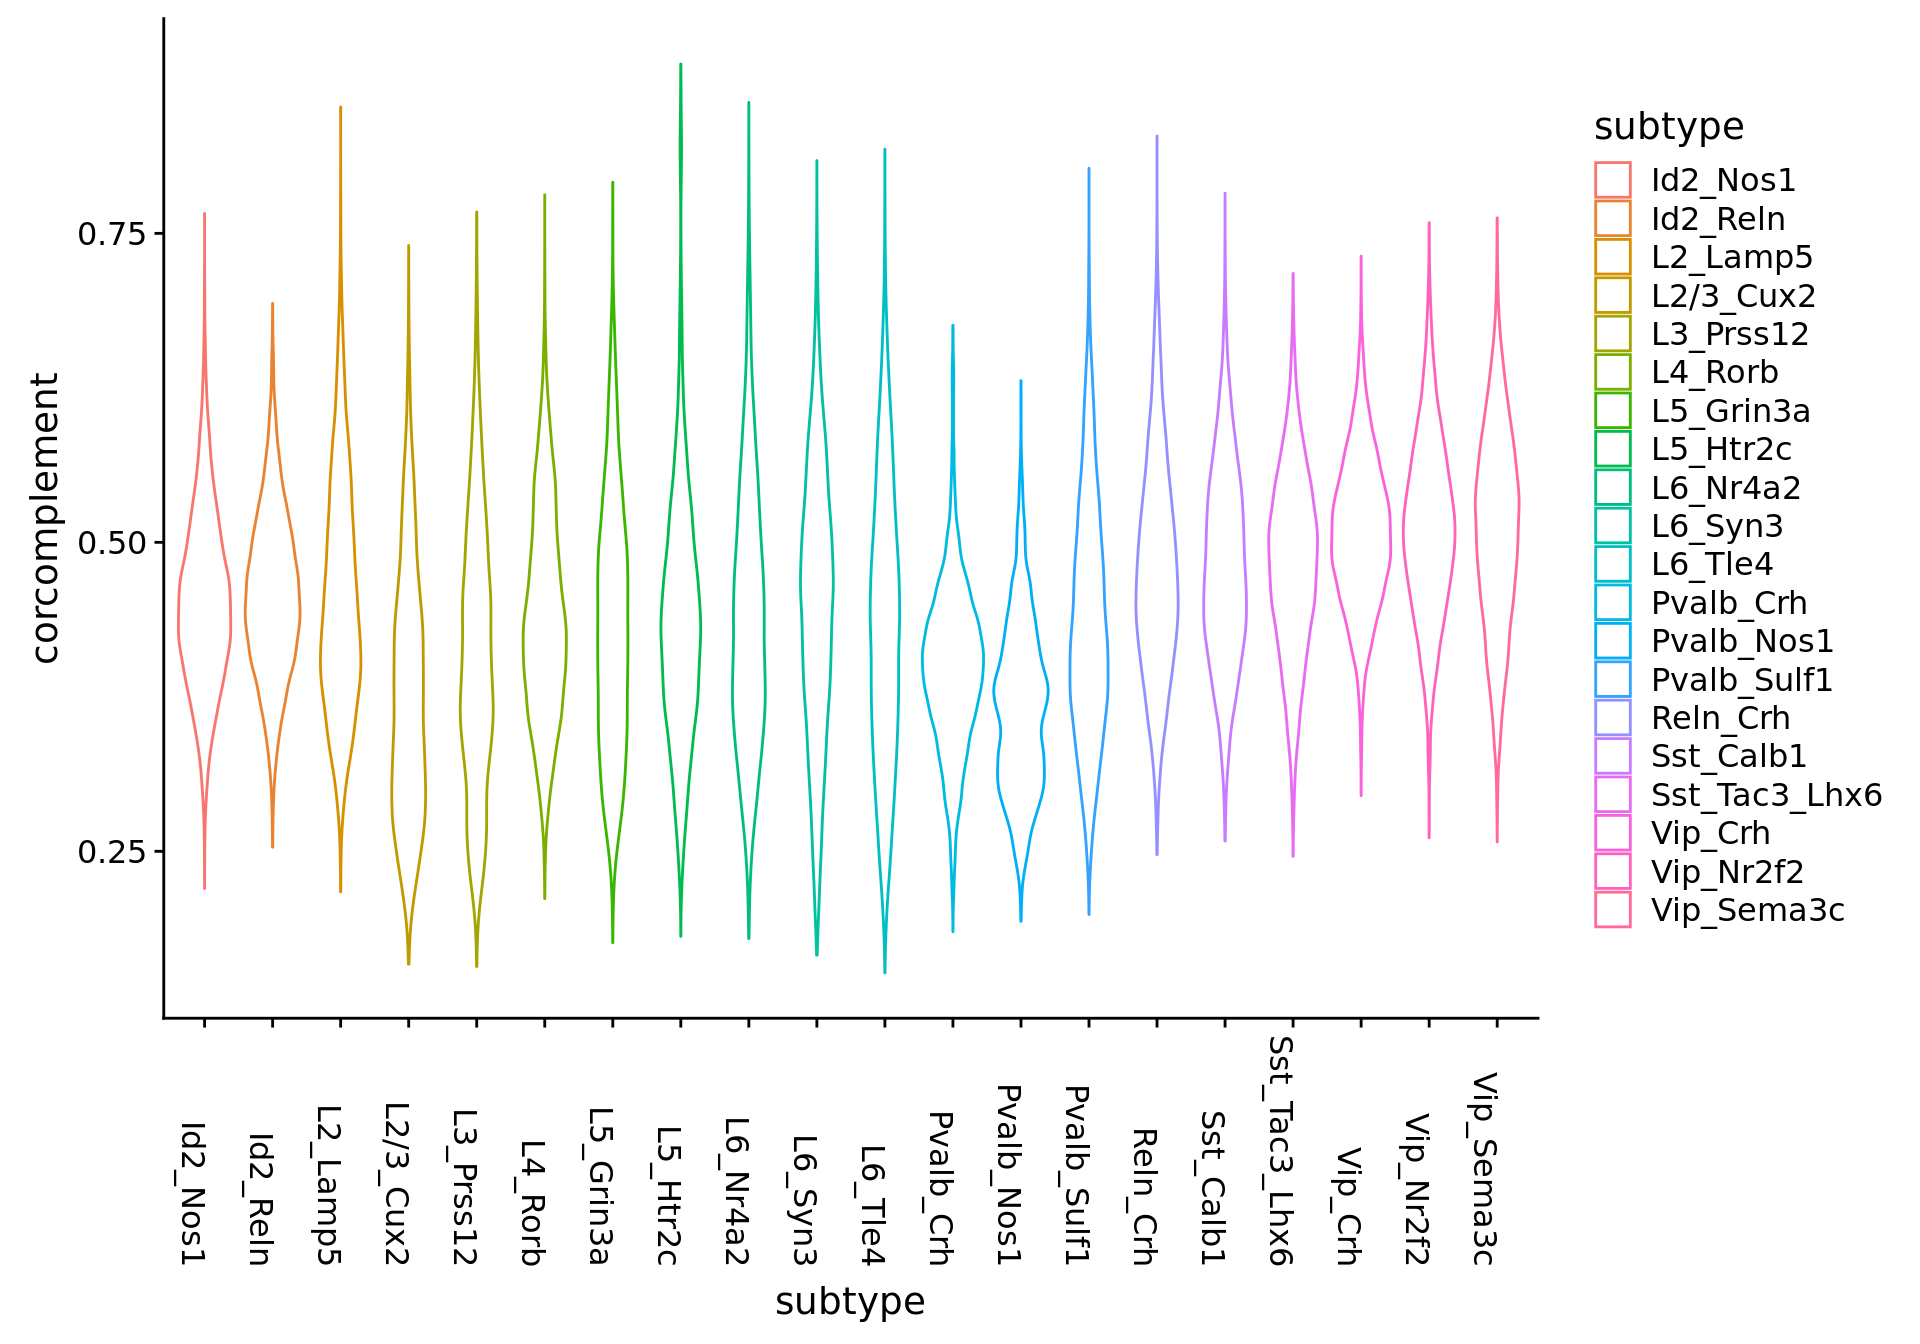 corcomplement
0.75
0.50
0.25
Id2_Nos1
Id2_Reln
L2_Lamp5
L2/3_Cux2
L3_Prss12
L4_Rorb
L5_Grin3a
L5_Htr2c
L6_Nr4a2
L6_Syn3
L6_Tle4
Pvalb_Crh
Pvalb_Nos1
Pvalb_Sulf1
Reln_Crh
Sst_Calb1
Sst_Tac3_Lhx6
Vip_Crh
Vip_Nr2f2
Vip_Sema3c
subtype
subtype
Id2_Nos1
Id2_Reln
L2_Lamp5
L2/3_Cux2
L3_Prss12
L4_Rorb
L5_Grin3a
L5_Htr2c
L6_Nr4a2
L6_Syn3
L6_Tle4
Pvalb_Crh
Pvalb_Nos1
Pvalb_Sulf1
Reln_Crh
Sst_Calb1
Sst_Tac3_Lhx6
Vip_Crh
Vip_Nr2f2
Vip_Sema3c